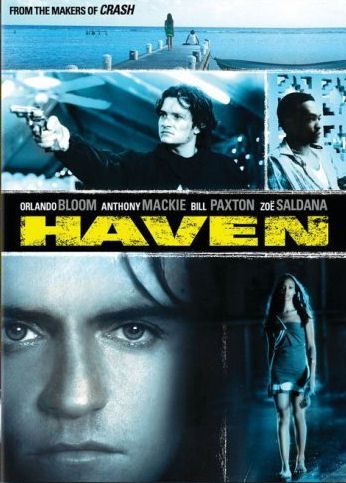 FROM THE MAKERS OF CRASH
ORLANDO BLOOM ANTHONY MACKIE BILL PAXTON ZOË SALDANA
HAVEN